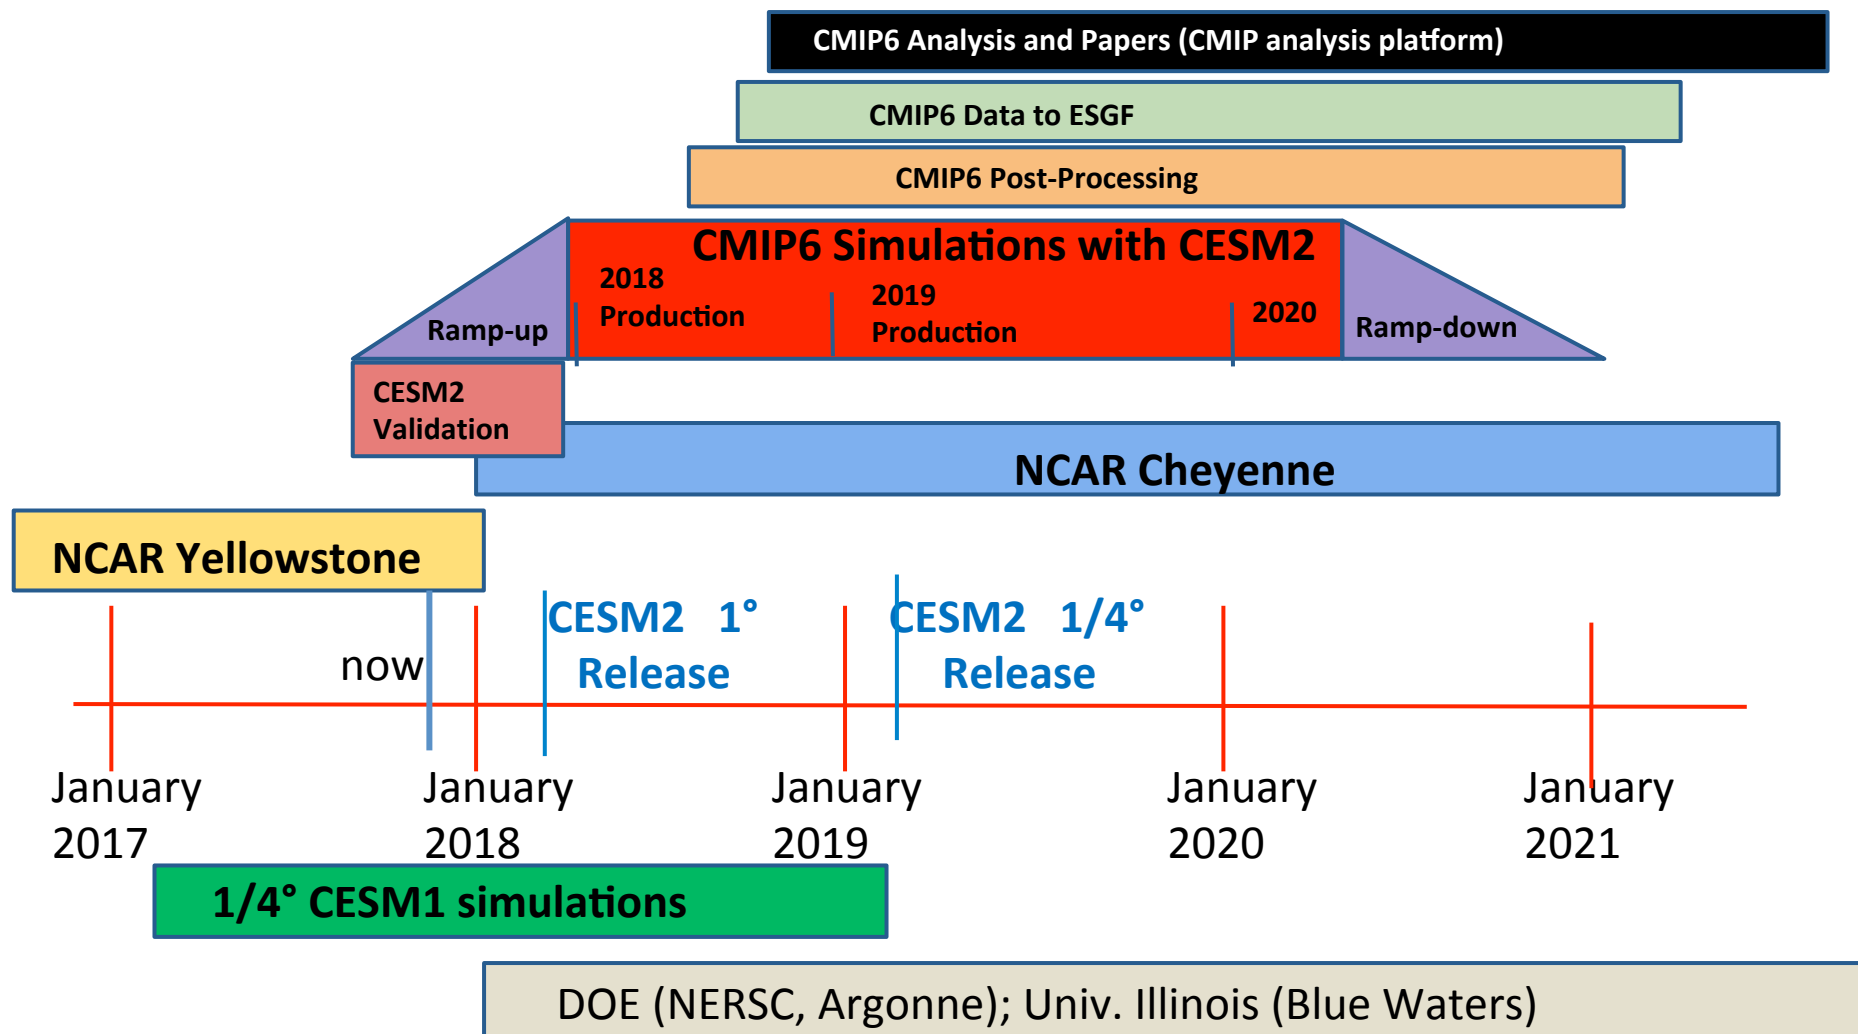 CMIP6 Analysis and Papers (CMIP analysis platform)
CMIP6 Data to ESGF
CMIP6 Post-Processing
CMIP6 Simulations with CESM2
2018
Production
2019
Production
2020
Ramp-up
Ramp-down
CESM2
Validation
NCAR Cheyenne
NCAR Yellowstone
now
CESM2 1°
Release
CESM2 1/4°
Release
January
2017
January
2018
January
2019
January
2020
January
2021
1/4° CESM1 simulations
DOE (NERSC, Argonne); Univ. Illinois (Blue Waters)